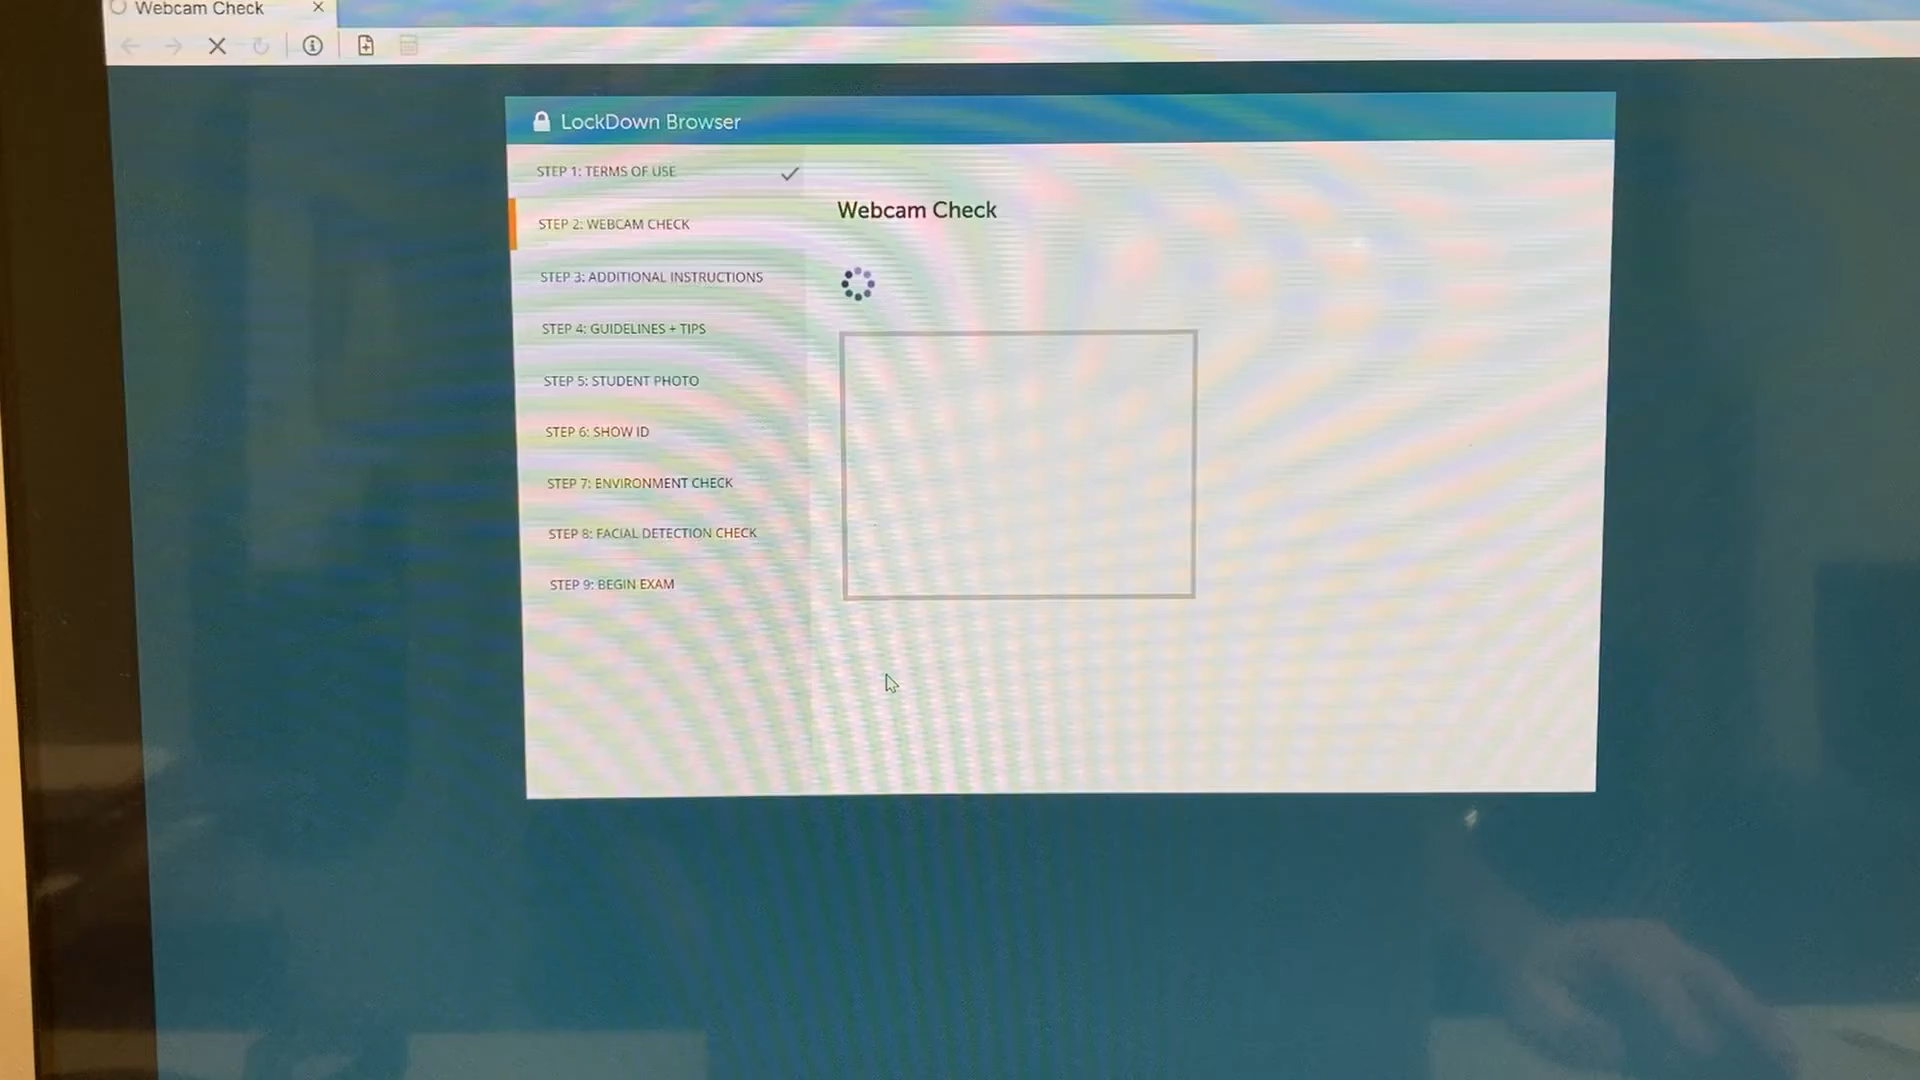 Webcam Check
LockDown Browser
STEP 1: TERMS OF USE
STEP 2: WEBCAM CHECK
STEP 3: ADDITIONAL INSTRUCTIONS
STEP 4: GUIDELINES + TIPS
STEP 5: STUDENT PHOTO
STEP 6: SHOW ID
STEP 7: ENVIRONMENT CHECK
STEP 8: FACIAL DETECTION CHECK
STEP 9: BEGIN EXAM
Webcam Check